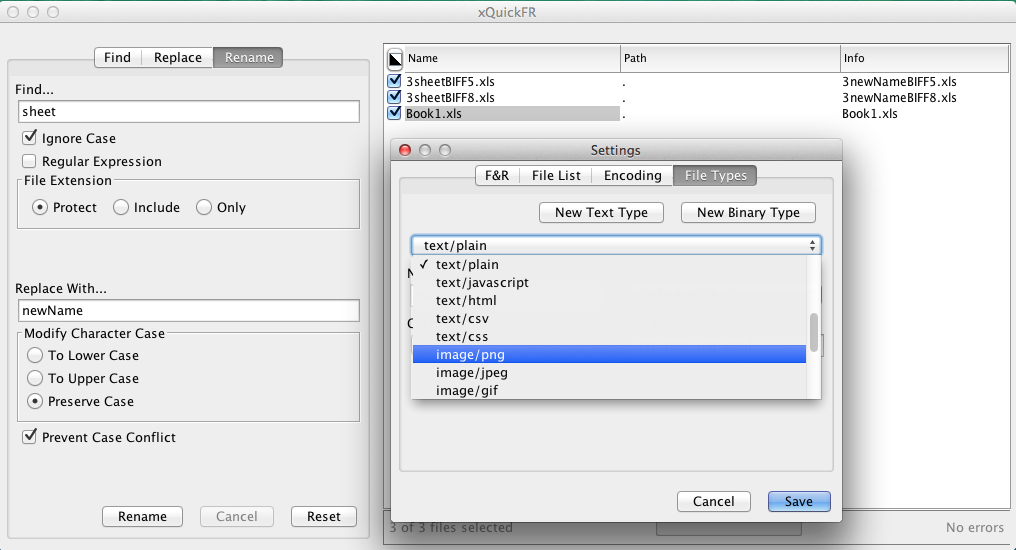 xQuickFR
Find Replace Rename
Find...
sheet
Ignore Case
Regular Expression
File Extension
Protect Include Only
Replace With...
newName
Modify Character Case
To Lower Case
To Upper Case
Preserve Case
Prevent Case Conflict
Rename Cancel Reset
Name Path Info
3sheetBIFF5.xls . 3newNameBIFF5.xls
3sheetBIFF8.xls . 3newNameBIFF8.xls
Book1.xls . Book1.xls
Settings
F&R File List Encoding File Types
New Text Type New Binary Type
text/plain
text/plain
text/javascript
text/html
text/csv
text/css
image/png
image/jpeg
image/gif
Cancel Save
3 of 3 files selected No errors